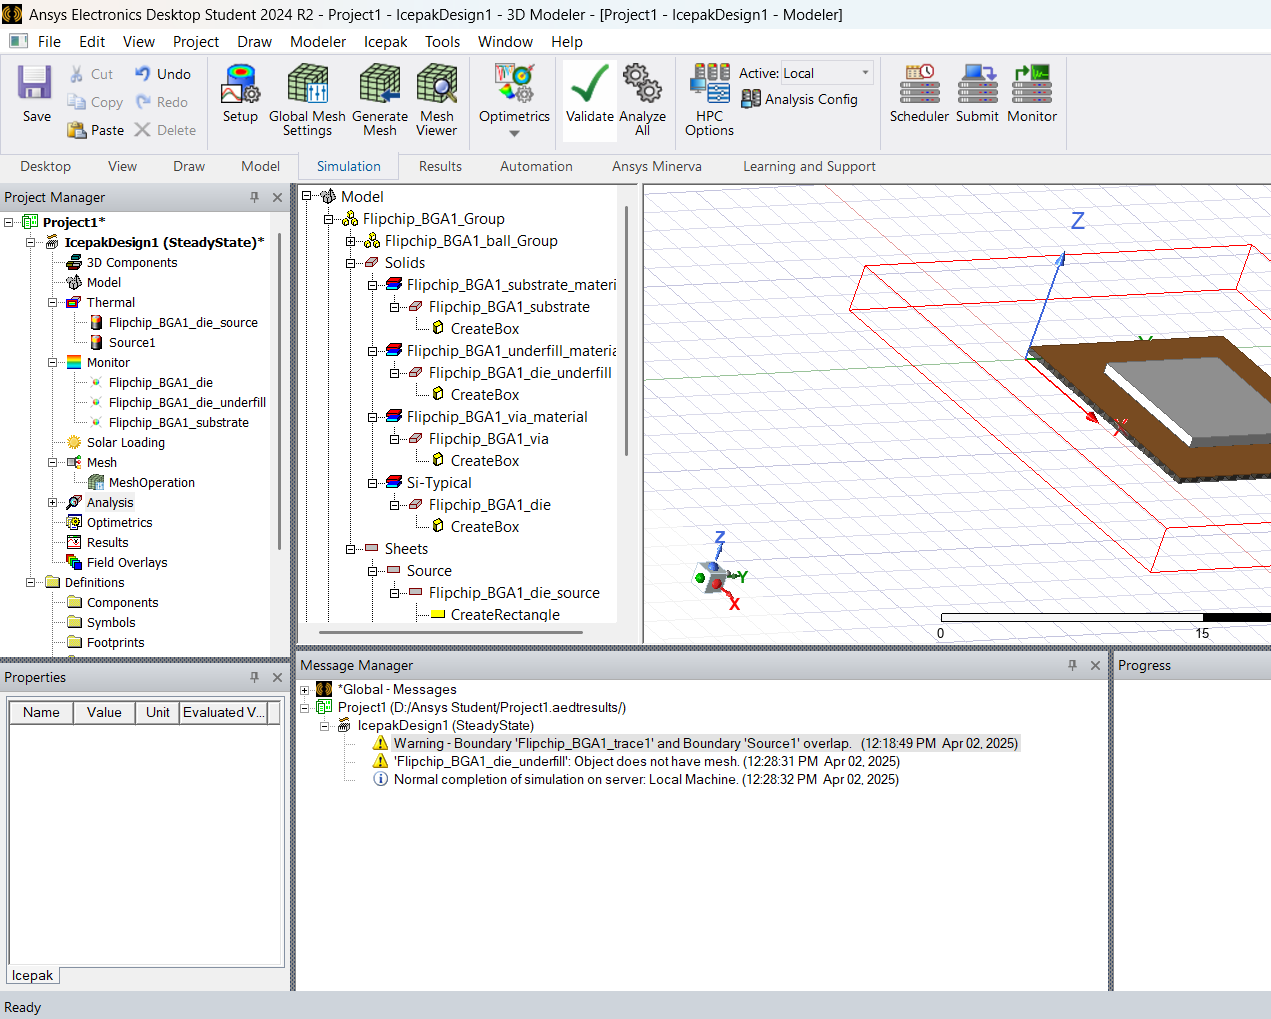 Ansys Electronics Desktop Student 2024 R2 - Project1 - IcepakDesign1 - 3D Modeler - [Project1 - IcepakDesign1 - Modeler]
File Edit View Project Draw Modeler Icepak Tools Window Help
Save
Cut
Copy
Paste
Undo
Redo
Delete
Setup
Global Mesh Settings
Generate Mesh
Mesh Viewer
Optimetrics
Validate
Analyze All
HPC Options
Active: Local
Analysis Config
Scheduler
Submit
Monitor
Desktop View Draw Model Simulation Results Automation Ansys Minerva Learning and Support
Project Manager
Project1*
IcepakDesign1 (SteadyState)*
3D Components
Model
Thermal
Flipchip_BGA1_die_source
Source1
Monitor
Flipchip_BGA1_die
Flipchip_BGA1_die_underfill
Flipchip_BGA1_substrate
Solar Loading
Mesh
MeshOperation
Analysis
Optimetrics
Results
Field Overlays
Definitions
Components
Symbols
Footprints
Model
Flipchip_BGA1_Group
Flipchip_BGA1_ball_Group
Solids
Flipchip_BGA1_substrate_materi
Flipchip_BGA1_substrate
CreateBox
Flipchip_BGA1_underfill_materia
Flipchip_BGA1_die_underfill
CreateBox
Flipchip_BGA1_via_material
Flipchip_BGA1_via
CreateBox
Si-Typical
Flipchip_BGA1_die
CreateBox
Sheets
Source
Flipchip_BGA1_die_source
CreateRectangle
Z
Y
X
Z
Y
X
0 15
Properties
Name Value Unit Evaluated V...
Icepak
Message Manager
*Global - Messages
Project1 (D:/Ansys Student/Project1.aedtresults/)
IcepakDesign1 (SteadyState)
Warning - Boundary 'Flipchip_BGA1_trace1' and Boundary 'Source1' overlap. (12:18:49 PM Apr 02, 2025)
'Flipchip_BGA1_die_underfill': Object does not have mesh. (12:28:31 PM Apr 02, 2025)
Normal completion of simulation on server: Local Machine. (12:28:32 PM Apr 02, 2025)
Progress
Ready